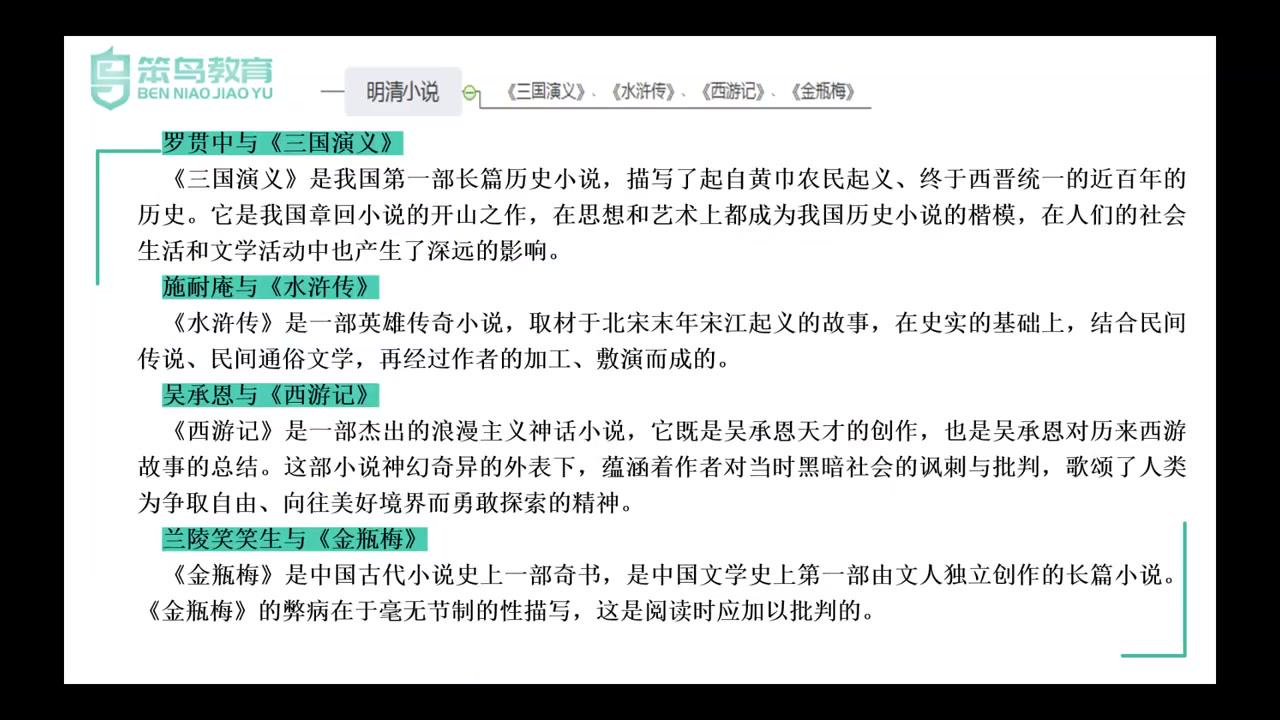 笨鸟教育
BEN NIAO JIAO YU
明清小说
《三国演义》、《水浒传》、《西游记》、《金瓶梅》
罗贯中与《三国演义》
《三国演义》是我国第一部长篇历史小说，描写了起自黄巾农民起义、终于西晋统一的近百年的
历史。它是我国章回小说的开山之作，在思想和艺术上都成为我国历史小说的楷模，在人们的社会
生活和文学活动中也产生了深远的影响。
施耐庵与《水浒传》
《水浒传》是一部英雄传奇小说，取材于北宋末年宋江起义的故事，在史实的基础上，结合民间
传说、民间通俗文学，再经过作者的加工、敷演而成的。
吴承恩与《西游记》
《西游记》是一部杰出的浪漫主义神话小说，它既是吴承恩天才的创作，也是吴承恩对历来西游
故事的总结。这部小说神幻奇异的外表下，蕴涵着作者对当时黑暗社会的讽刺与批判，歌颂了人类
为争取自由、向往美好境界而勇敢探索的精神。
兰陵笑笑生与《金瓶梅》
《金瓶梅》是中国古代小说史上一部奇书，是中国文学史上第一部由文人独立创作的长篇小说。
《金瓶梅》的弊病在于毫无节制的性描写，这是阅读时应加以批判的。